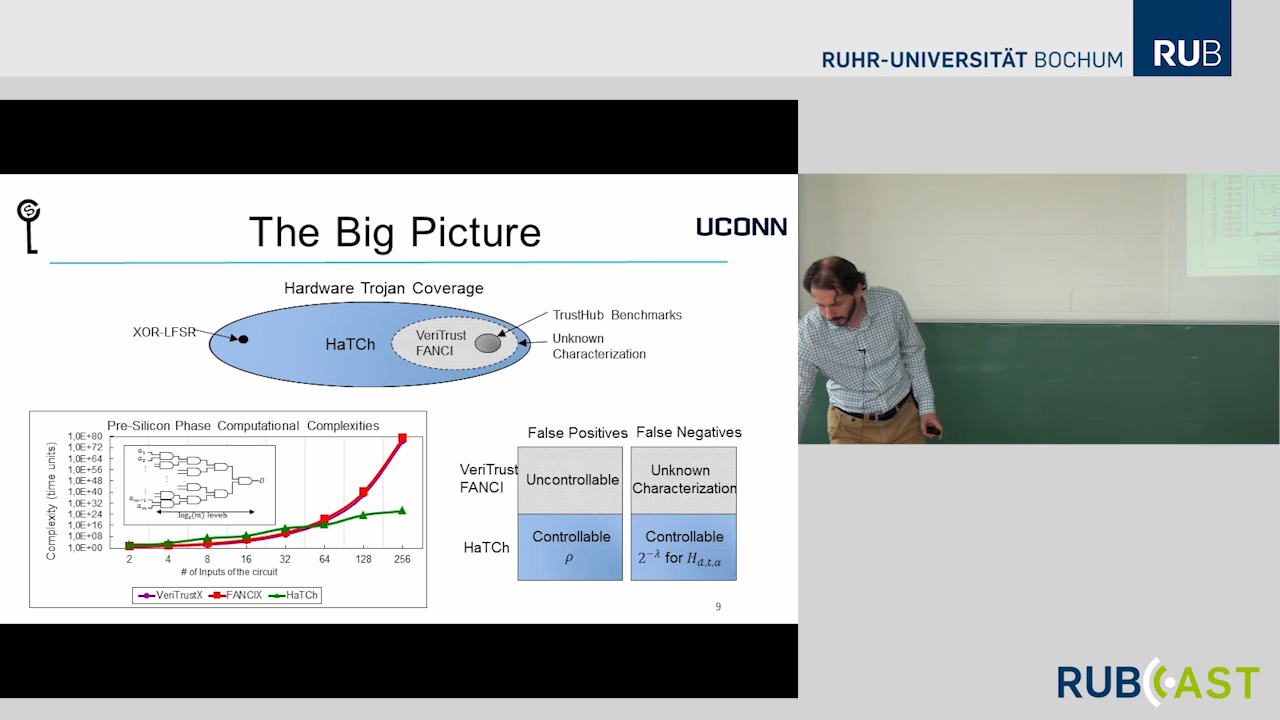 RUHR-UNIVERSITÄT BOCHUM
RUB
The Big Picture
UCONN
Hardware Trojan Coverage
XOR-LFSR
HaTCh
VeriTrust
FANCI
TrustHub Benchmarks
Unknown
Characterization
Pre-Silicon Phase Computational Complexities
Complexity (time units)
1,0E+80
1,0E+72
1,0E+64
1,0E+56
1,0E+48
1,0E+40
1,0E+32
1,0E+24
1,0E+16
1,0E+08
1,0E+00
log₂(m) levels
2 4 8 16 32 64 128 256
# of Inputs of the circuit
VeriTrustX FANCIX HaTCh
False Positives False Negatives
VeriTrust
FANCI
Uncontrollable
Unknown
Characterization
HaTCh
Controllable
ρ
Controllable
2^{-λ} for H_{d,t,α}
9
RUBCAST